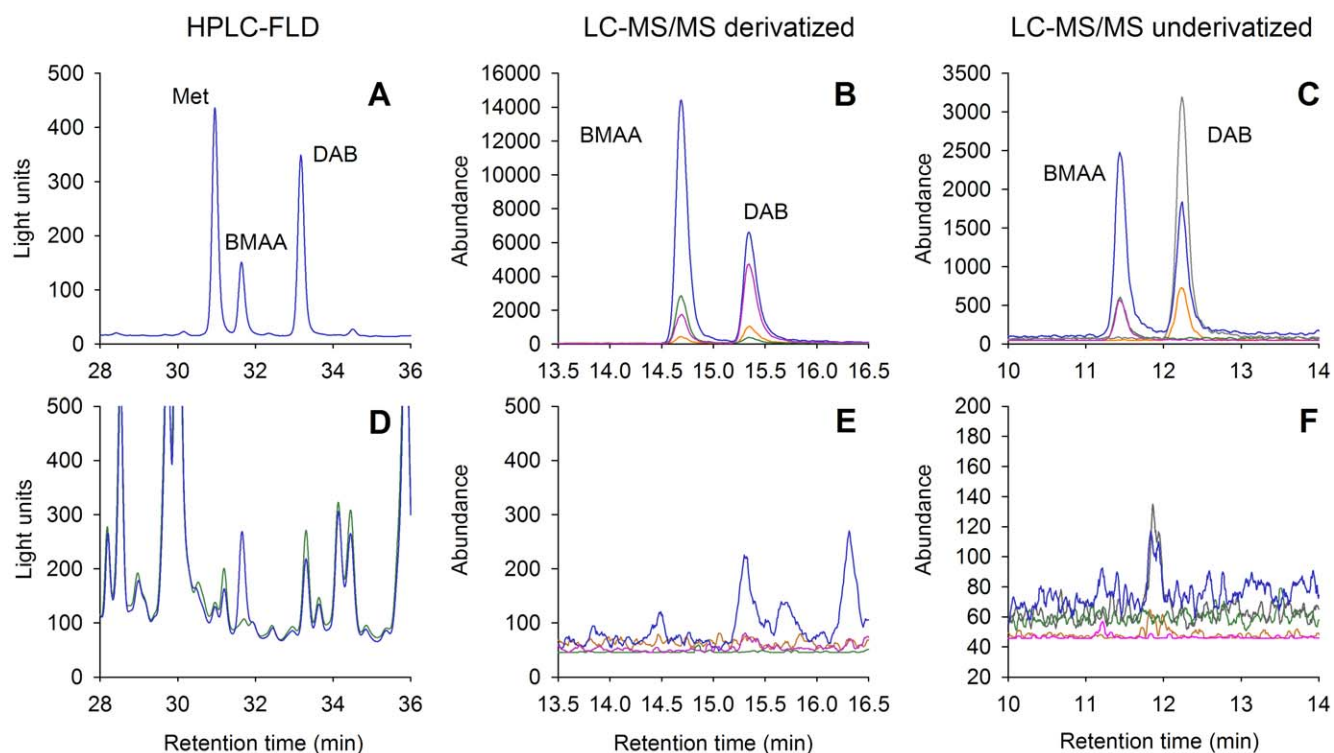 HPLC-FLD
LC-MS/MS derivatized
LC-MS/MS underivatized
A
Met
BMAA
DAB
Light units
500
400
300
200
100
0
28 30 32 34 36
B
BMAA
DAB
Abundance
16000
14000
12000
10000
8000
6000
4000
2000
0
13.5 14.0 14.5 15.0 15.5 16.0 16.5
C
BMAA
DAB
Abundance
3500
3000
2500
2000
1500
1000
500
0
10 11 12 13 14
D
Light units
500
400
300
200
100
0
28 30 32 34 36
Retention time (min)
E
Abundance
500
400
300
200
100
0
13.5 14.0 14.5 15.0 15.5 16.0 16.5
Retention time (min)
F
Abundance
200
180
160
140
120
100
80
60
40
20
10 11 12 13 14
Retention time (min)